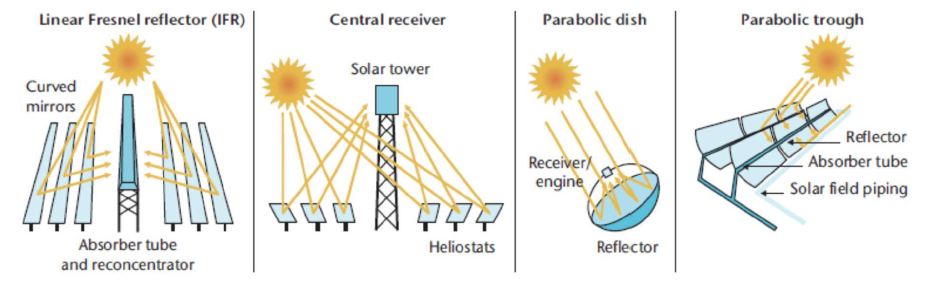 Linear Fresnel reflector (IFR)
Curved
mirrors
Absorber tube
and reconcentrator
Central receiver
Solar tower
Heliostats
Parabolic dish
Receiver/
engine
Reflector
Parabolic trough
Reflector
Absorber tube
Solar field piping